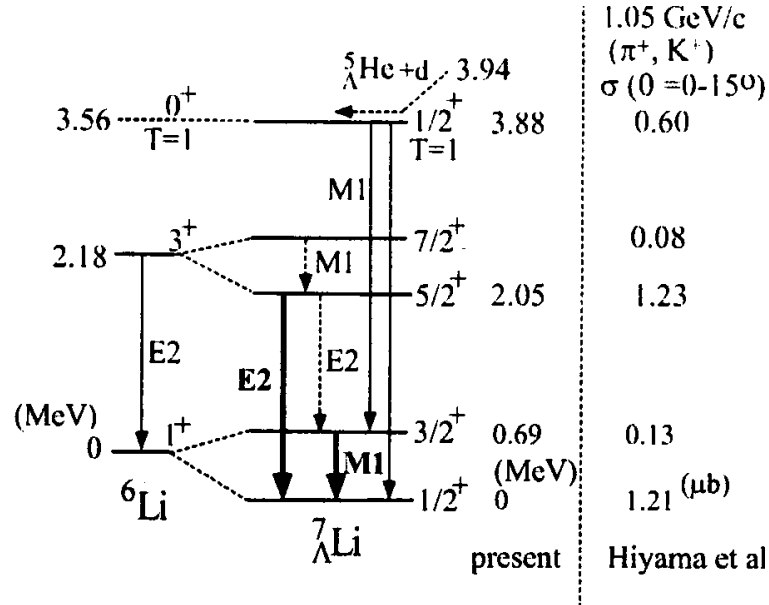 1.05 GeV/c
(π⁺, K⁺)
σ (0 =0-15º)
⁵ΛHe +d 3.94
3.56 0⁺ 1/2⁺ 3.88 0.60
T=1 T=1
M1
3⁺ 7/2⁺ 0.08
2.18 M1
5/2⁺ 2.05 1.23
E2 E2 E2
(MeV) 1⁺ 3/2⁺ 0.69 0.13
0 M1 (MeV)
1/2⁺ 0 1.21 (μb)
⁶Li ⁷ΛLi
present Hiyama et al